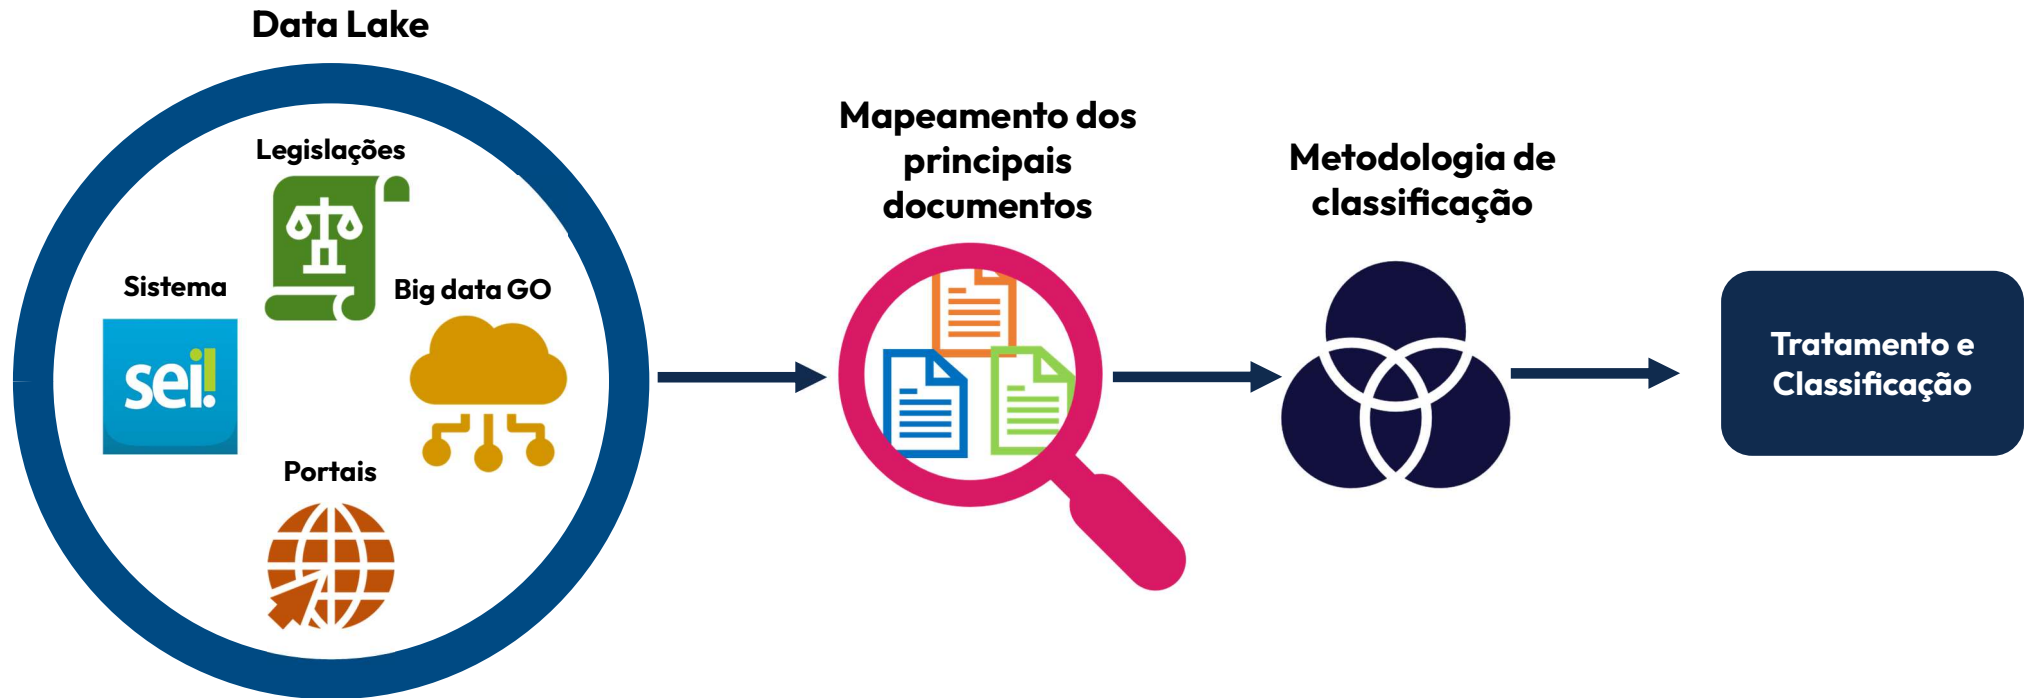 Data Lake
Legislações
Sistema
sei!
Big data GO
Portais
Mapeamento dos
principais
documentos
Metodologia de
classificação
Tratamento e
Classificação